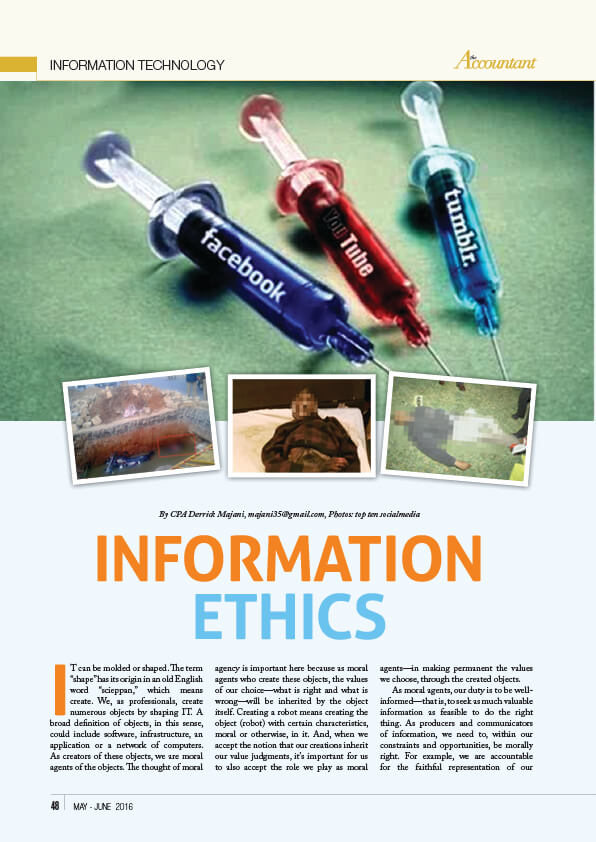 INFORMATION TECHNOLOGY
the Accountant
facebook
YouTube
tumblr.
By CPA Derrick Majani, majani35@gmail.com, Photos: top ten socialmedia
INFORMATION
ETHICS
IT can be molded or shaped. The term
“shape” has its origin in an old English
word “scieppan,” which means
create. We, as professionals, create
numerous objects by shaping IT. A
broad definition of objects, in this sense,
could include software, infrastructure, an
application or a network of computers.
As creators of these objects, we are moral
agents of the objects. The thought of moral
agency is important here because as moral
agents who create these objects, the values
of our choice—what is right and what is
wrong—will be inherited by the object
itself. Creating a robot means creating the
object (robot) with certain characteristics,
moral or otherwise, in it. And, when we
accept the notion that our creations inherit
our value judgments, it’s important for us
to also accept the role we play as moral
agents—in making permanent the values
we choose, through the created objects.
As moral agents, our duty is to be well-
informed—that is, to seek as much valuable
information as feasible to do the right
thing. As producers and communicators
of information, we need to, within our
constraints and opportunities, be morally
right. For example, we are accountable
for the faithful representation of our
48 MAY - JUNE 2016